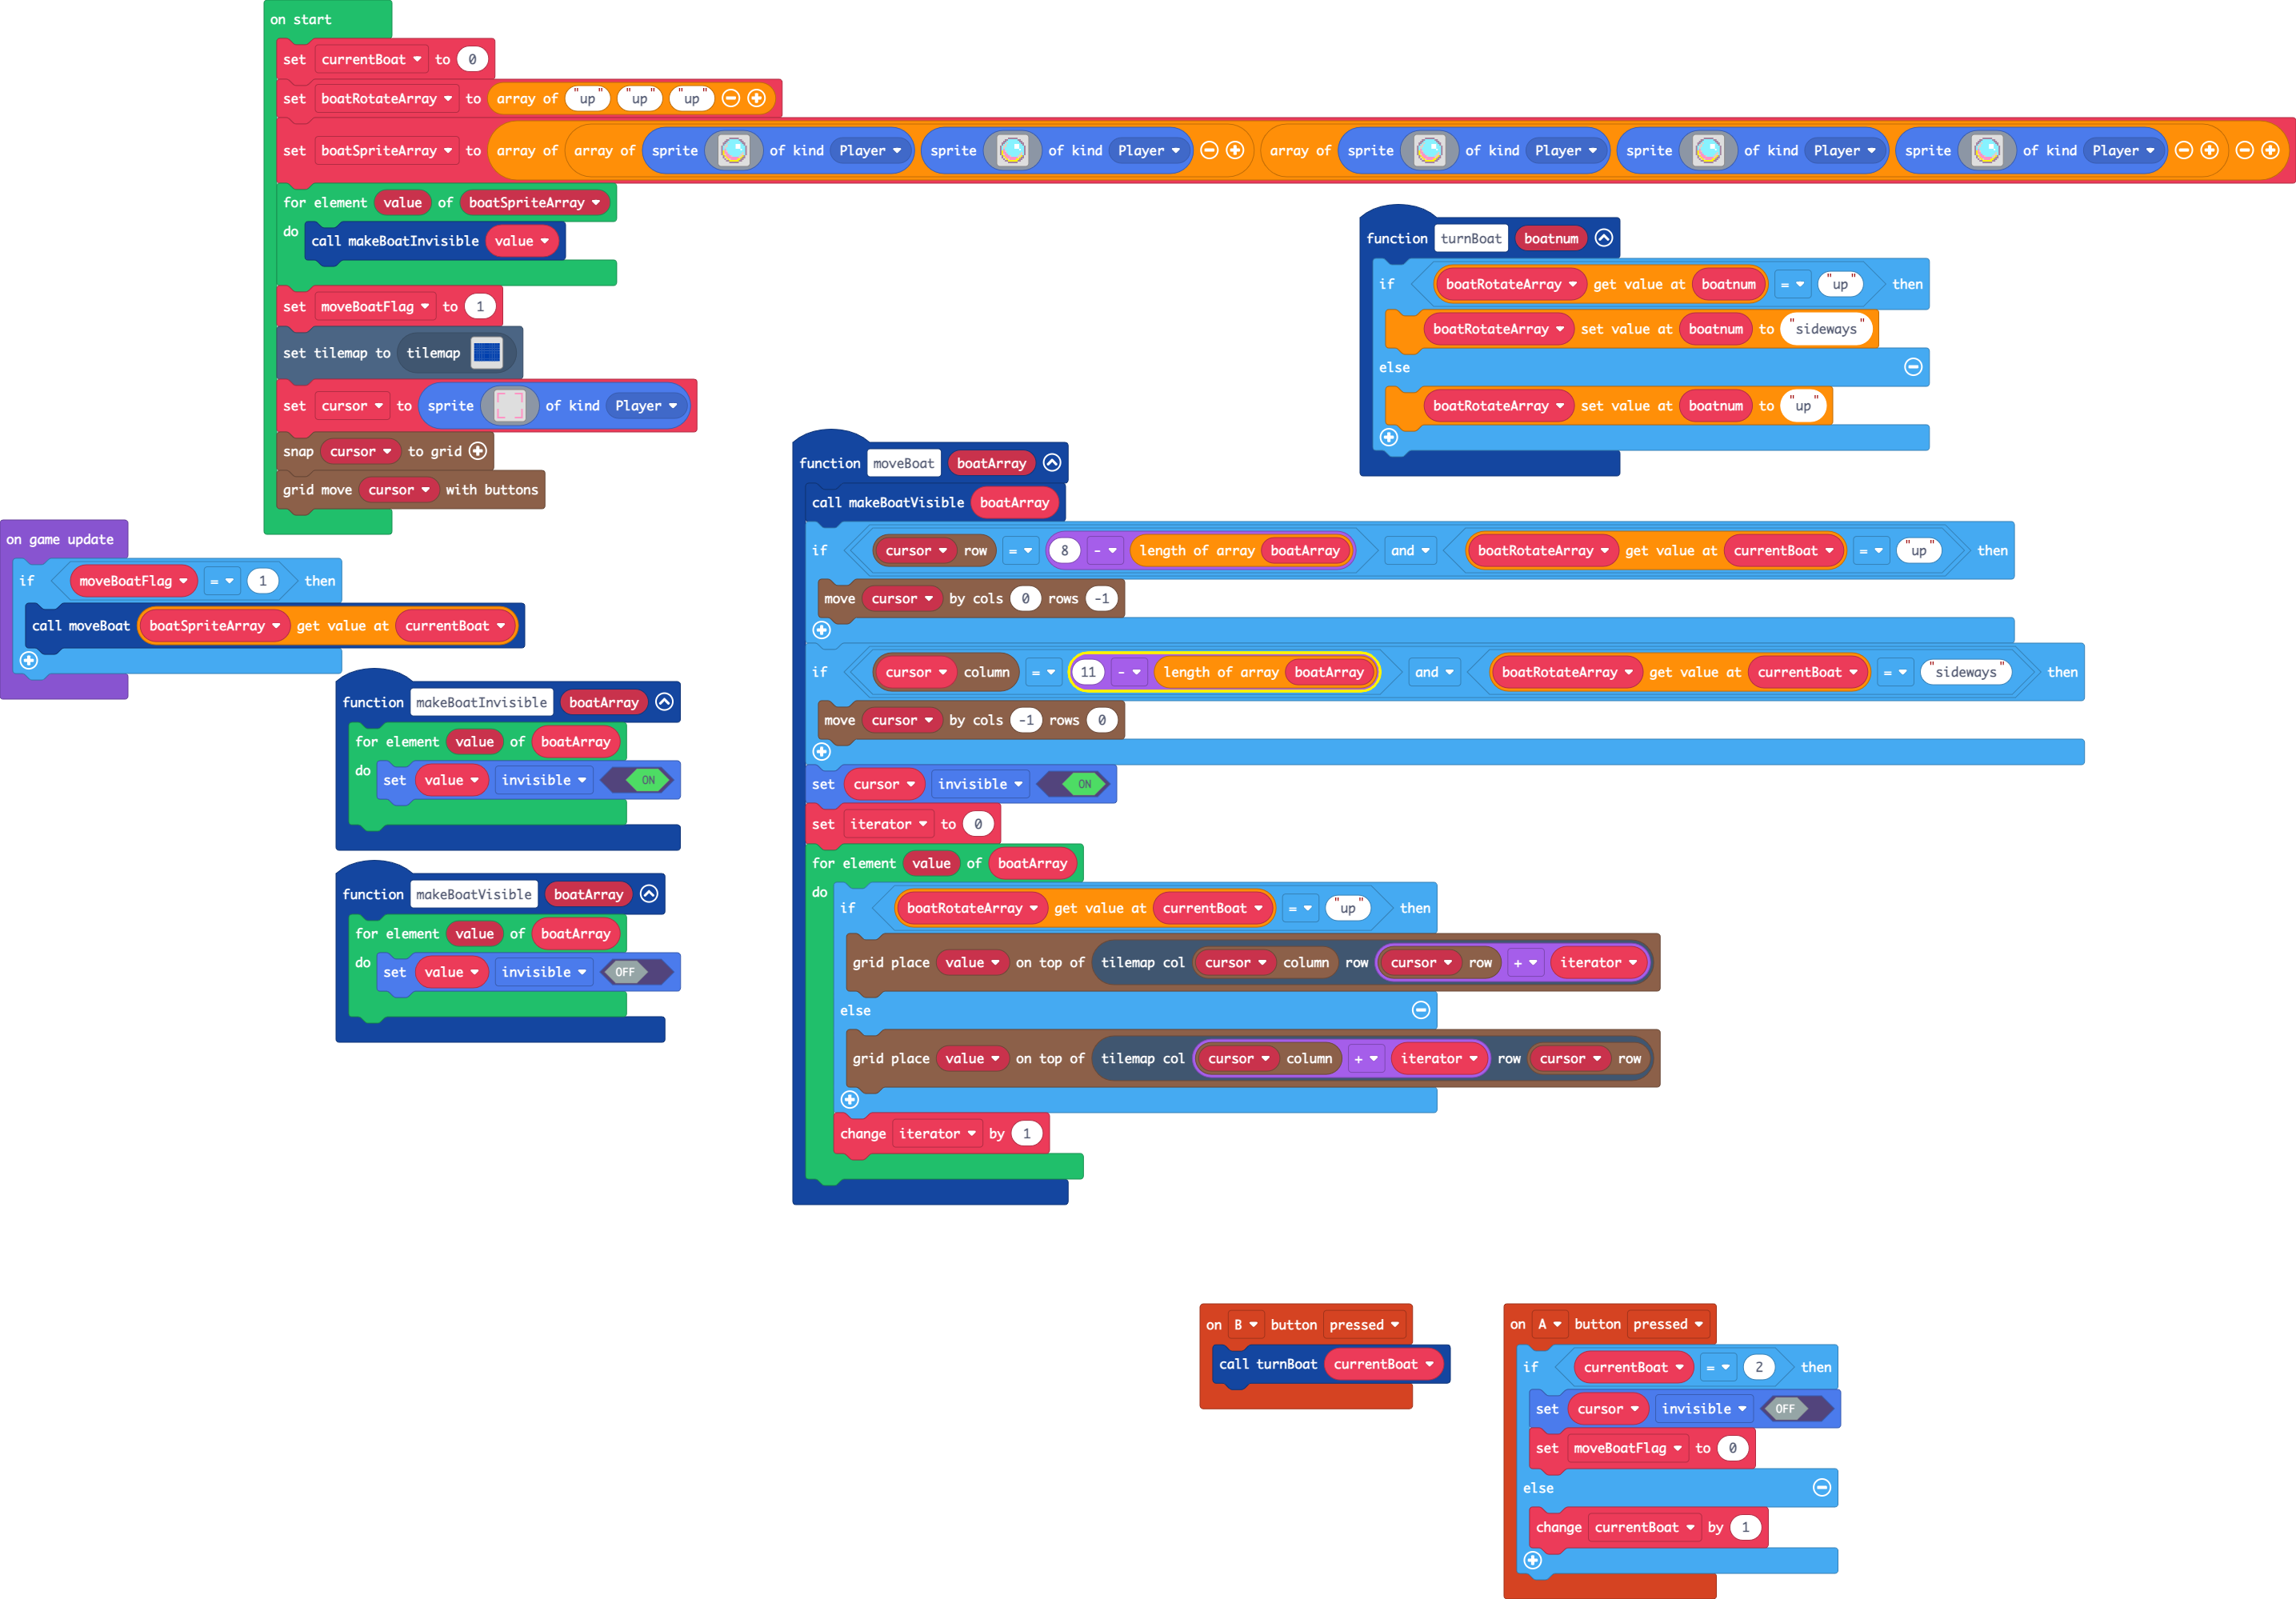 on start
set currentBoat to 0
set boatRotateArray to array of "up" "up" "up"
set boatSpriteArray to array of array of sprite of kind Player sprite of kind Player array of sprite of kind Player sprite of kind Player sprite of kind Player
for element value of boatSpriteArray
do call makeBoatInvisible value
set moveBoatFlag to 1
set tilemap to tilemap
set cursor to sprite of kind Player
snap cursor to grid
grid move cursor with buttons
on game update
if moveBoatFlag = 1 then
call moveBoat boatSpriteArray get value at currentBoat
function makeBoatInvisible boatArray
for element value of boatArray
do set value invisible ON
function makeBoatVisible boatArray
for element value of boatArray
do set value invisible OFF
function turnBoat boatnum
if boatRotateArray get value at boatnum = "up" then
boatRotateArray set value at boatnum to "sideways"
else
boatRotateArray set value at boatnum to "up"
function moveBoat boatArray
call makeBoatVisible boatArray
if cursor row = 8 - length of array boatArray and boatRotateArray get value at currentBoat = "up" then
move cursor by cols 0 rows -1
if cursor column = 11 - length of array boatArray and boatRotateArray get value at currentBoat = "sideways" then
move cursor by cols -1 rows 0
set cursor invisible ON
set iterator to 0
for element value of boatArray
do if boatRotateArray get value at currentBoat = "up" then
grid place value on top of tilemap col cursor column row cursor row + iterator
else
grid place value on top of tilemap col cursor column + iterator row cursor row
change iterator by 1
on B button pressed
call turnBoat currentBoat
on A button pressed
if currentBoat = 2 then
set cursor invisible OFF
set moveBoatFlag to 0
else
change currentBoat by 1